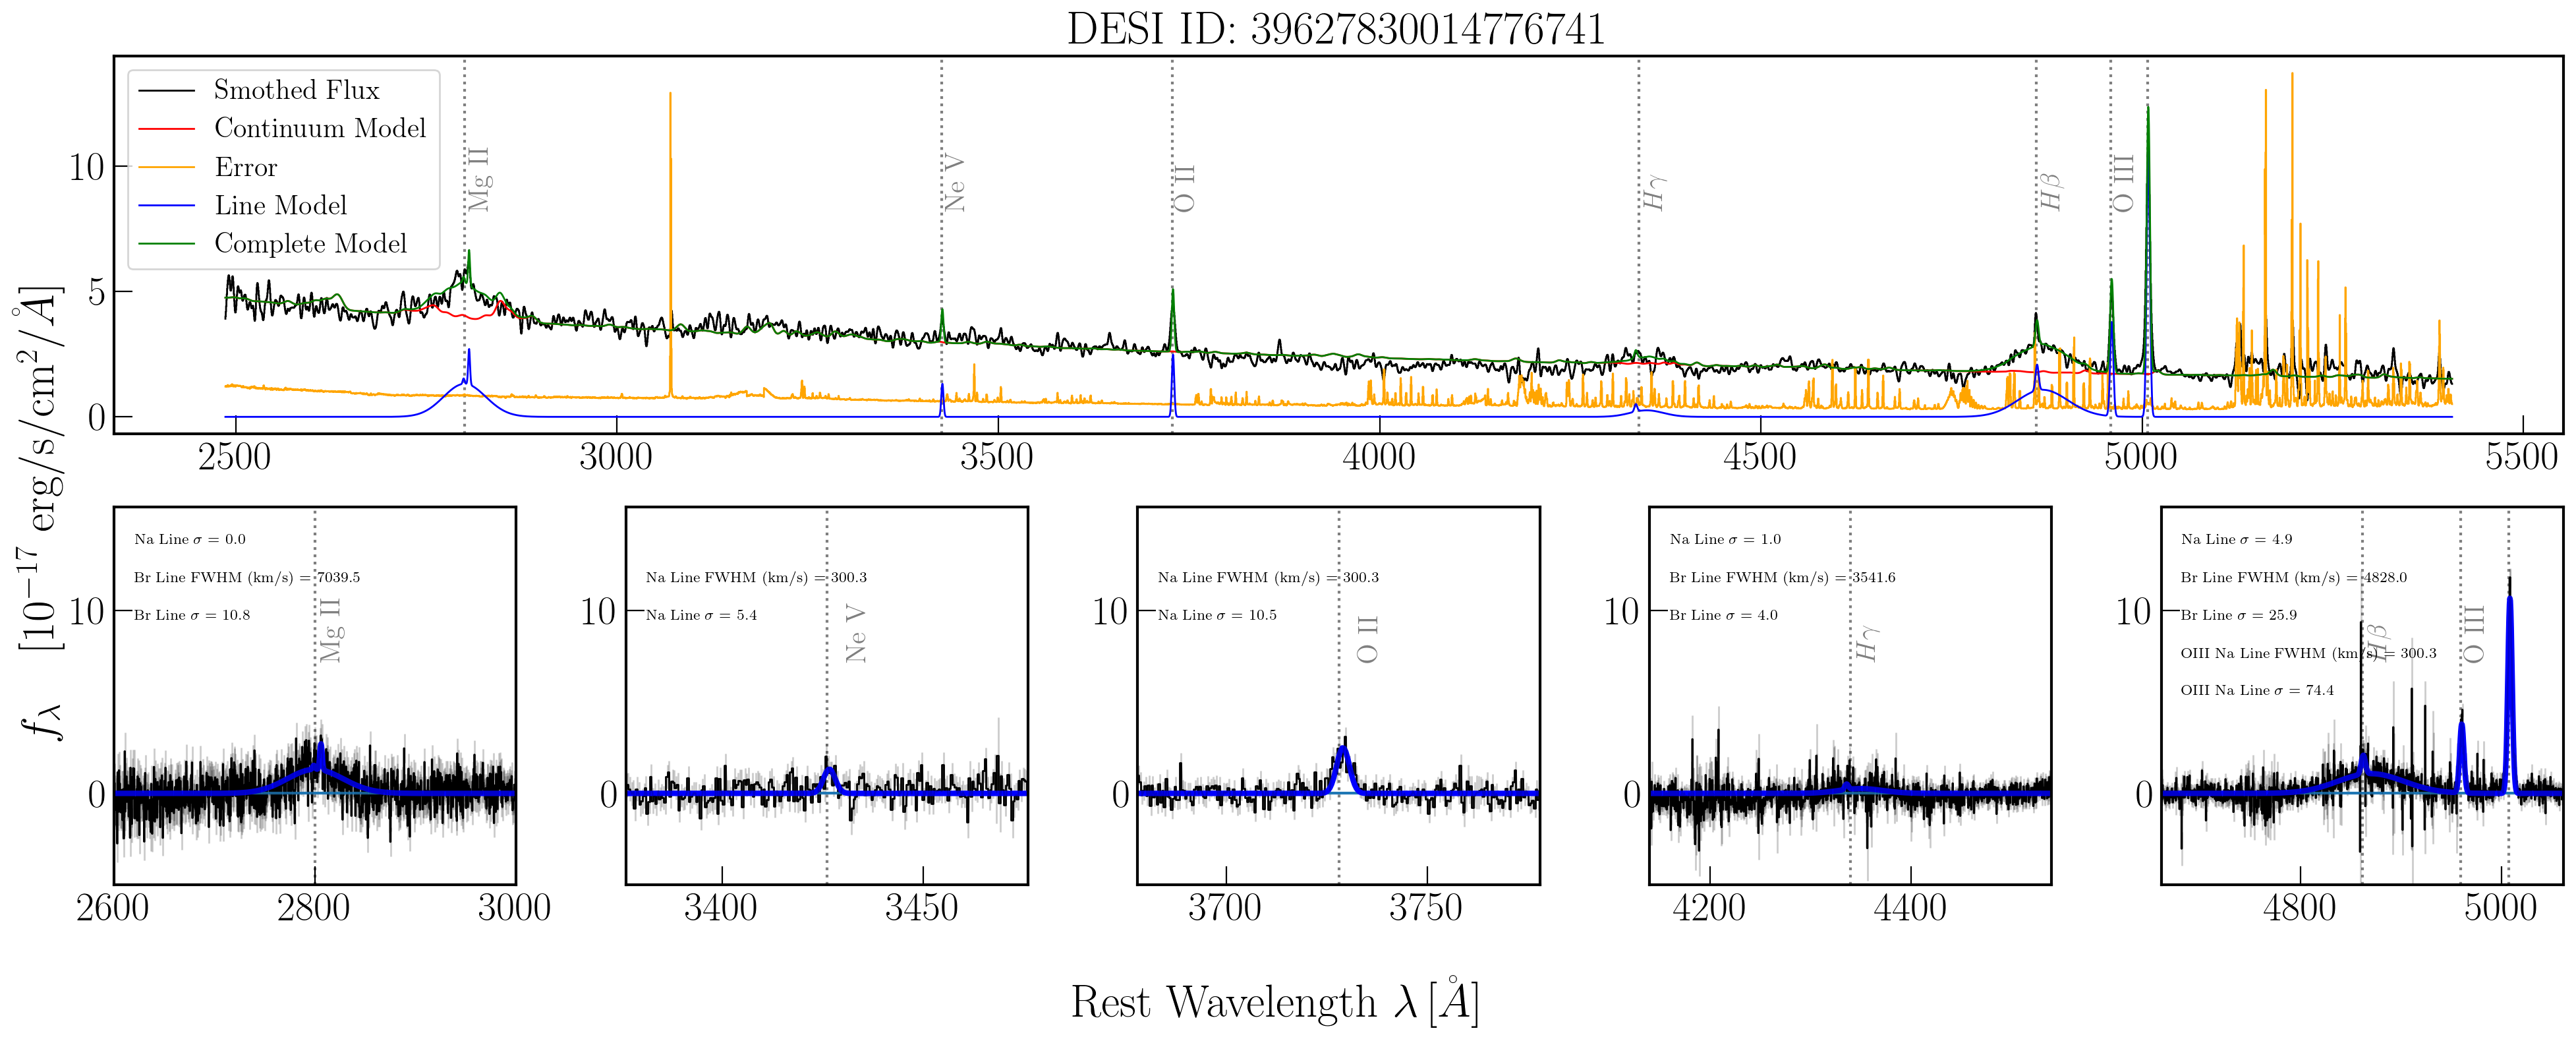 DESI ID: 39627830014776741
Smothed Flux
Continuum Model
Error
Line Model
Complete Model
Mg II
Ne V
O II
Hγ
Hβ
O III
10
5
0
2500 3000 3500 4000 4500 5000 5500
fλ [10−17 erg/s/cm2/Å]
Na Line σ = 0.0
Br Line FWHM (km/s) = 7039.5
Br Line σ = 10.8
Mg II
10
0
2600 2800 3000
Na Line FWHM (km/s) = 300.3
Na Line σ = 5.4
Ne V
10
0
3400 3450
Na Line FWHM (km/s) = 300.3
Na Line σ = 10.5
O II
10
0
3700 3750
Na Line σ = 1.0
Br Line FWHM (km/s) = 3541.6
Br Line σ = 4.0
Hγ
10
0
4200 4400
Na Line σ = 4.9
Br Line FWHM (km/s) = 4828.0
Br Line σ = 25.9
OIII Na Line FWHM (km/s) = 300.3
OIII Na Line σ = 74.4
Hβ
O III
10
0
4800 5000
Rest Wavelength λ [Å]